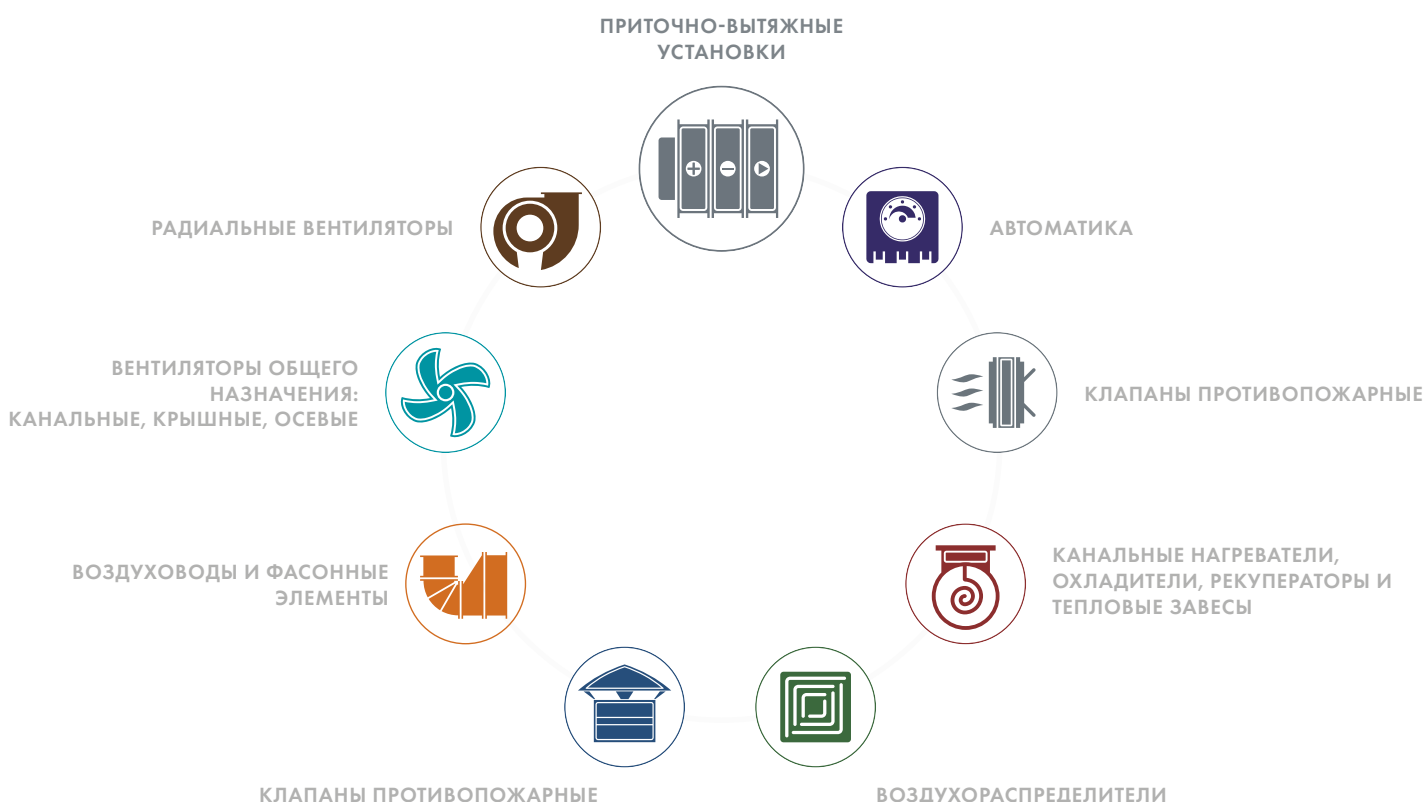 ПРИТОЧНО-ВЫТЯЖНЫЕ
УСТАНОВКИ
РАДИАЛЬНЫЕ ВЕНТИЛЯТОРЫ
АВТОМАТИКА
ВЕНТИЛЯТОРЫ ОБЩЕГО
НАЗНАЧЕНИЯ:
КАНАЛЬНЫЕ, КРЫШНЫЕ, ОСЕВЫЕ
КЛАПАНЫ ПРОТИВОПОЖАРНЫЕ
ВОЗДУХОВОДЫ И ФАСОННЫЕ
ЭЛЕМЕНТЫ
КАНАЛЬНЫЕ НАГРЕВАТЕЛИ,
ОХЛАДИТЕЛИ, РЕКУПЕРАТОРЫ И
ТЕПЛОВЫЕ ЗАВЕСЫ
КЛАПАНЫ ПРОТИВОПОЖАРНЫЕ
ВОЗДУХОРАСПРЕДЕЛИТЕЛИ